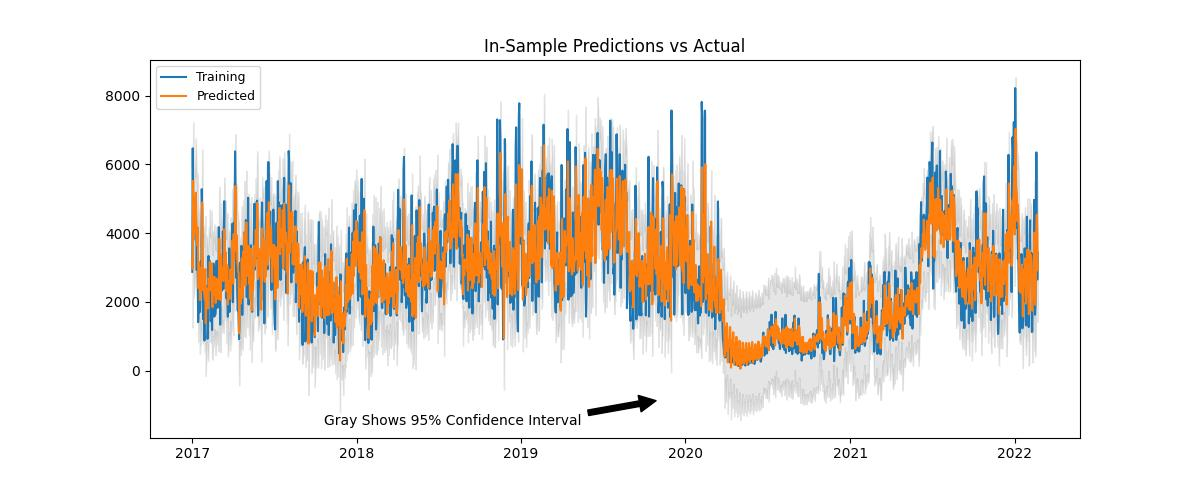 In-Sample Predictions vs Actual
Training
Predicted
8000
6000
4000
2000
0
Gray Shows 95% Confidence Interval
2017 2018 2019 2020 2021 2022